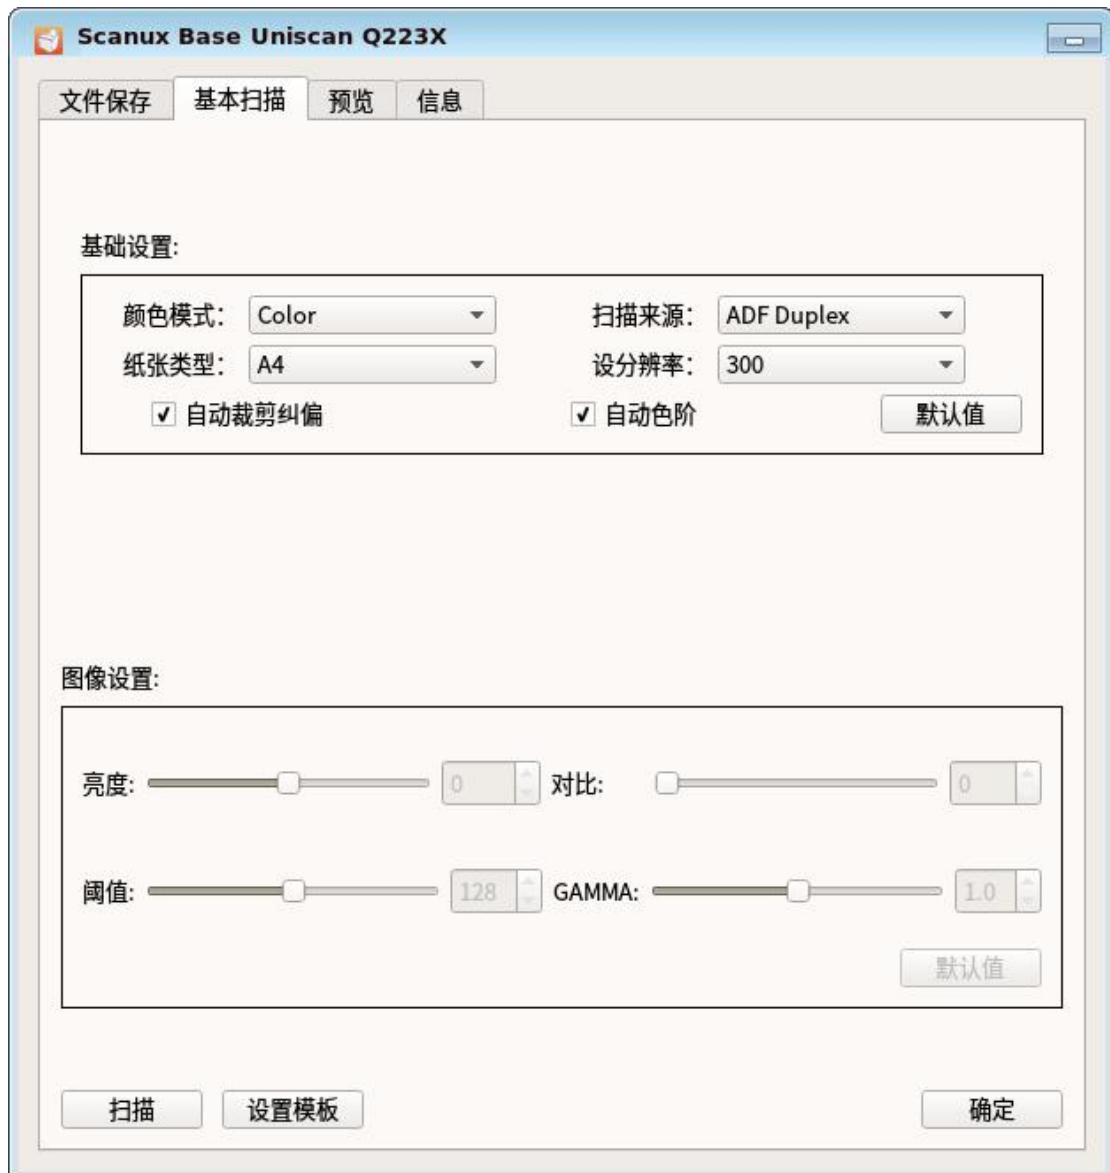 Scanux Base Uniscan Q223X
文件保存 基本扫描 预览 信息
基础设置:
颜色模式: Color 扫描来源: ADF Duplex
纸张类型: A4 设分辨率: 300
自动裁剪纠偏 自动色阶 默认值
图像设置:
亮度: 0 对比: 0
阈值: 128 GAMMA: 1.0
默认值
扫描 设置模板 确定